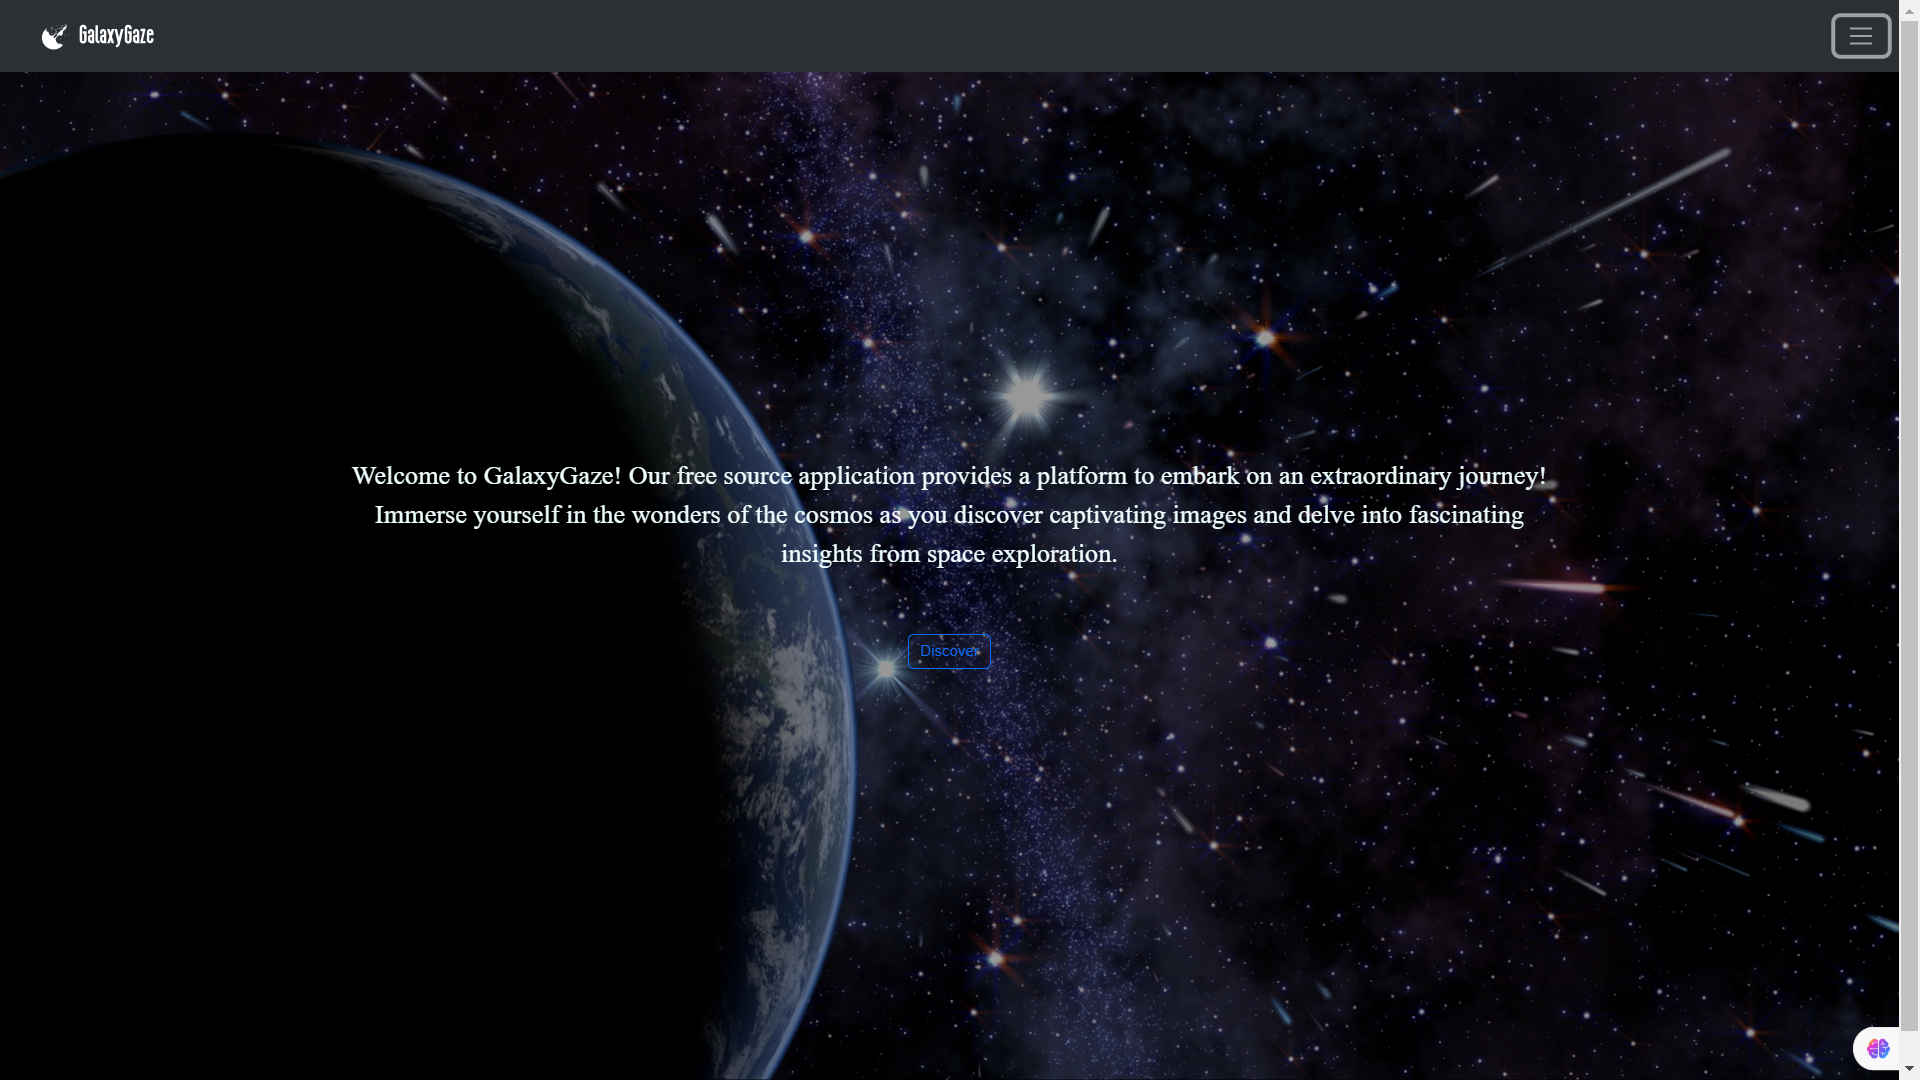 GalaxyGaze
Welcome to GalaxyGaze! Our free source application provides a platform to embark on an extraordinary journey!
Immerse yourself in the wonders of the cosmos as you discover captivating images and delve into fascinating
insights from space exploration.
Discover